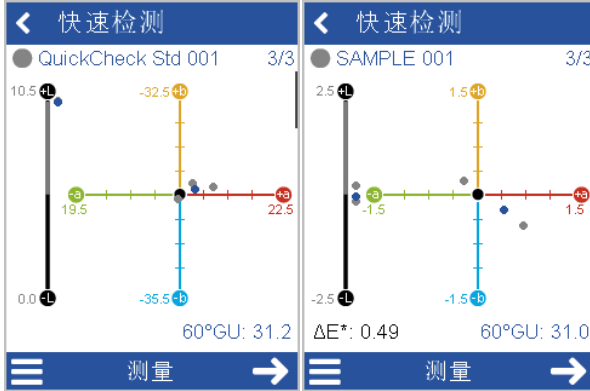 快速检测
QuickCheck Std 001 3/3
10.5 +L -32.5 +b
-a +a
19.5 22.5
0.0 -L -35.5 -b
60°GU: 31.2
测量
快速检测
SAMPLE 001 3/3
2.5 +L 1.5 +b
-a +a
-1.5 1.5
-2.5 -L -1.5 -b
ΔE*: 0.49 60°GU: 31.0
测量